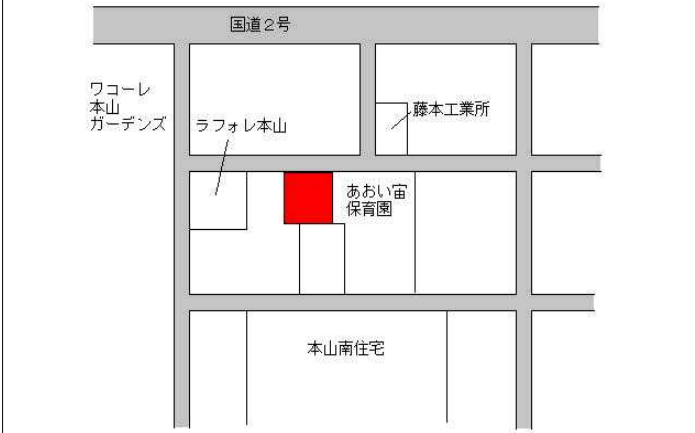 国道２号
ワコーレ
本山
ガーデンズ
ラフォレ本山
藤本工業所
あおい宙
保育園
本山南住宅